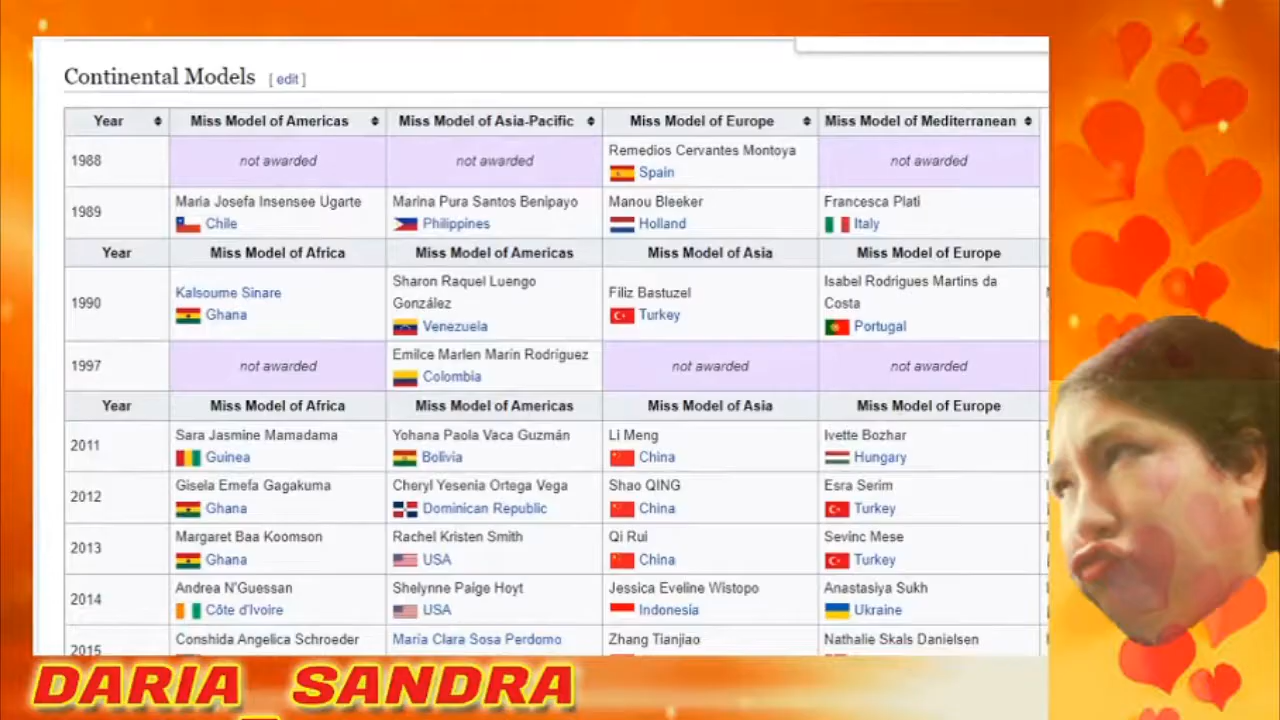 Continental Models [ edit ]
Year Miss Model of Americas Miss Model of Asia-Pacific Miss Model of Europe Miss Model of Mediterranean
1988 not awarded not awarded Remedios Cervantes Montoya Spain not awarded
1989 Maria Josefa Insensee Ugarte Chile Marina Pura Santos Benipayo Philippines Manou Bleeker Holland Francesca Plati Italy
Year Miss Model of Africa Miss Model of Americas Miss Model of Asia Miss Model of Europe
1990 Kalsoume Sinare Ghana Sharon Raquel Luengo González Venezuela Filiz Bastuzel Turkey Isabel Rodrigues Martins da Costa Portugal
1997 not awarded Emilce Marlen Marin Rodriguez Colombia not awarded not awarded
Year Miss Model of Africa Miss Model of Americas Miss Model of Asia Miss Model of Europe
2011 Sara Jasmine Mamadama Guinea Yohana Paola Vaca Guzmán Bolivia Li Meng China Ivette Bozhar Hungary
2012 Gisela Emefa Gagakuma Ghana Cheryl Yesenia Ortega Vega Dominican Republic Shao QING China Esra Serim Turkey
2013 Margaret Baa Koomson Ghana Rachel Kristen Smith USA Qi Rui China Sevinc Mese Turkey
2014 Andrea N'Guessan Côte d'Ivoire Shelynne Paige Hoyt USA Jessica Eveline Wistopo Indonesia Anastasiya Sukh Ukraine
2015 Conshida Angelica Schroeder María Clara Sosa Perdomo Zhang Tianjiao Nathalie Skals Danielsen
DARIA SANDRA